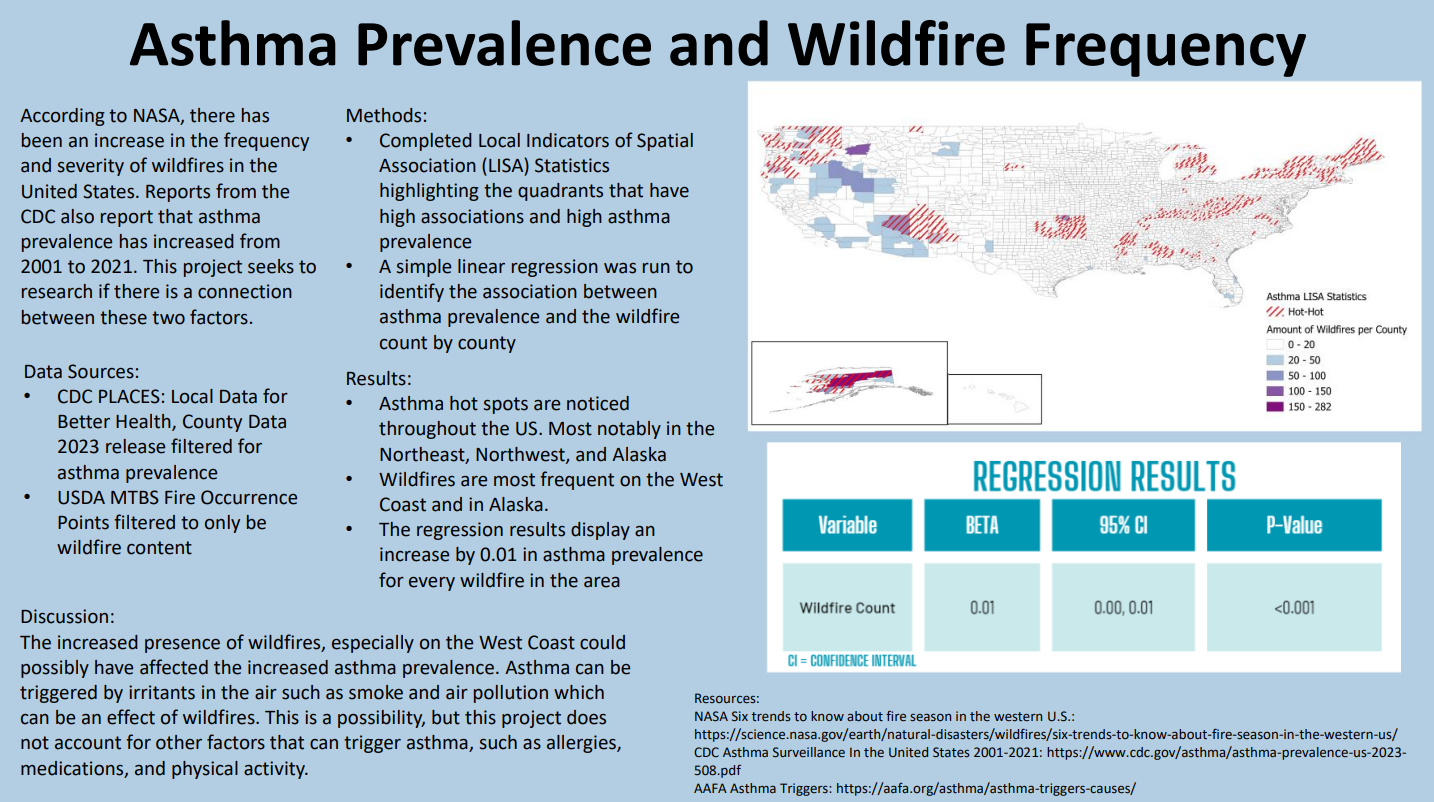 Asthma Prevalence and Wildfire Frequency
According to NASA, there has
been an increase in the frequency
and severity of wildfires in the
United States. Reports from the
CDC also report that asthma
prevalence has increased from
2001 to 2021. This project seeks to
research if there is a connection
between these two factors.
Data Sources:
• CDC PLACES: Local Data for
Better Health, County Data
2023 release filtered for
asthma prevalence
• USDA MTBS Fire Occurrence
Points filtered to only be
wildfire content
Methods:
• Completed Local Indicators of Spatial
Association (LISA) Statistics
highlighting the quadrants that have
high associations and high asthma
prevalence
• A simple linear regression was run to
identify the association between
asthma prevalence and the wildfire
count by county
Results:
• Asthma hot spots are noticed
throughout the US. Most notably in the
Northeast, Northwest, and Alaska
• Wildfires are most frequent on the West
Coast and in Alaska.
• The regression results display an
increase by 0.01 in asthma prevalence
for every wildfire in the area
Discussion:
The increased presence of wildfires, especially on the West Coast could
possibly have affected the increased asthma prevalence. Asthma can be
triggered by irritants in the air such as smoke and air pollution which
can be an effect of wildfires. This is a possibility, but this project does
not account for other factors that can trigger asthma, such as allergies,
medications, and physical activity.
Asthma LISA Statistics
Hot-Hot
Amount of Wildfires per County
0 - 20
20 - 50
50 - 100
100 - 150
150 - 282
REGRESSION RESULTS
Variable BETA 95% CI P-Value
Wildfire Count 0.01 0.00, 0.01 <0.001
CI = CONFIDENCE INTERVAL
Resources:
NASA Six trends to know about fire season in the western U.S.:
https://science.nasa.gov/earth/natural-disasters/wildfires/six-trends-to-know-about-fire-season-in-the-western-us/
CDC Asthma Surveillance In the United States 2001-2021: https://www.cdc.gov/asthma/asthma-prevalence-us-2023-
508.pdf
AAFA Asthma Triggers: https://aafa.org/asthma/asthma-triggers-causes/